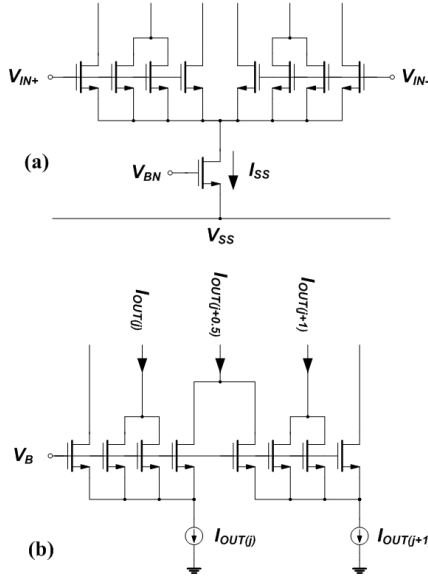 (a)
V_IN+
V_IN-
V_BN
I_SS
V_SS
I_OUT(j)
I_OUT(j+0.5)
I_OUT(j+1)
V_B
I_OUT(j)
I_OUT(j+1)
(b)